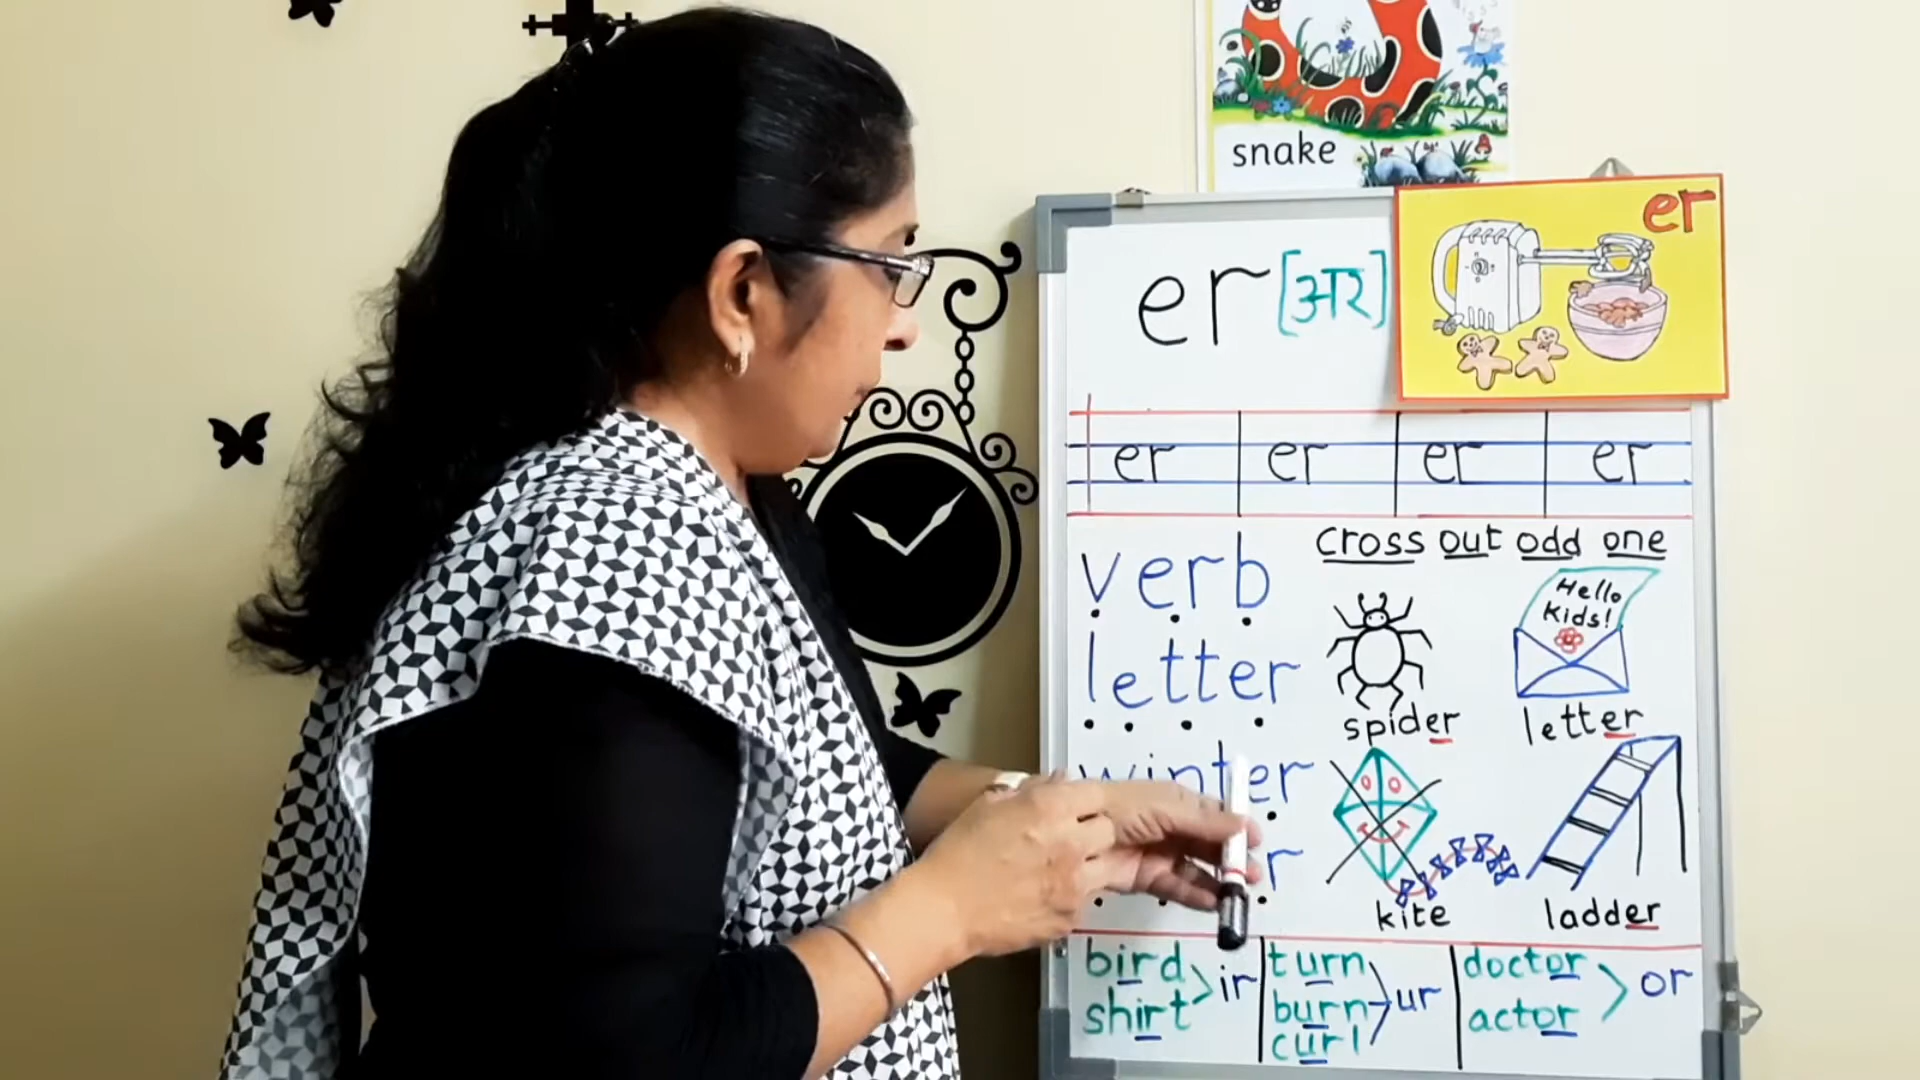 snake
er
er [अर]
er er er er
cross out odd one
verb
letter
winter
Hello
Kids!
spider
letter
kite
ladder
bird
shirt
ir
turn
burn
curl
ur
doctor
actor
or